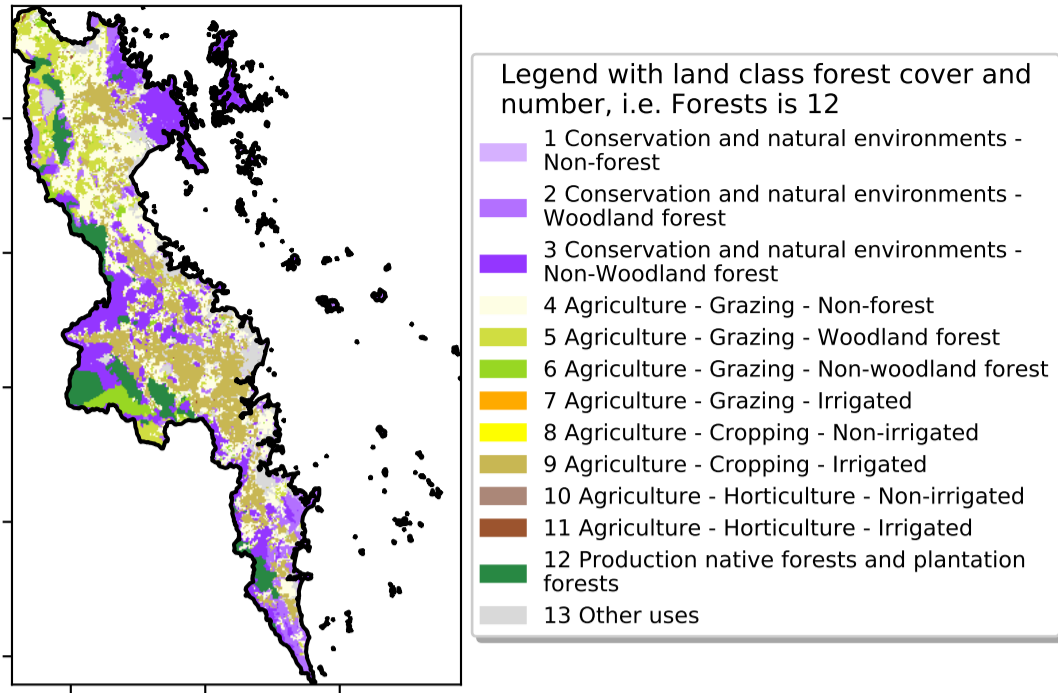 Legend with land class forest cover and
number, i.e. Forests is 12
1 Conservation and natural environments -
Non-forest
2 Conservation and natural environments -
Woodland forest
3 Conservation and natural environments -
Non-Woodland forest
4 Agriculture - Grazing - Non-forest
5 Agriculture - Grazing - Woodland forest
6 Agriculture - Grazing - Non-woodland forest
7 Agriculture - Grazing - Irrigated
8 Agriculture - Cropping - Non-irrigated
9 Agriculture - Cropping - Irrigated
10 Agriculture - Horticulture - Non-irrigated
11 Agriculture - Horticulture - Irrigated
12 Production native forests and plantation
forests
13 Other uses